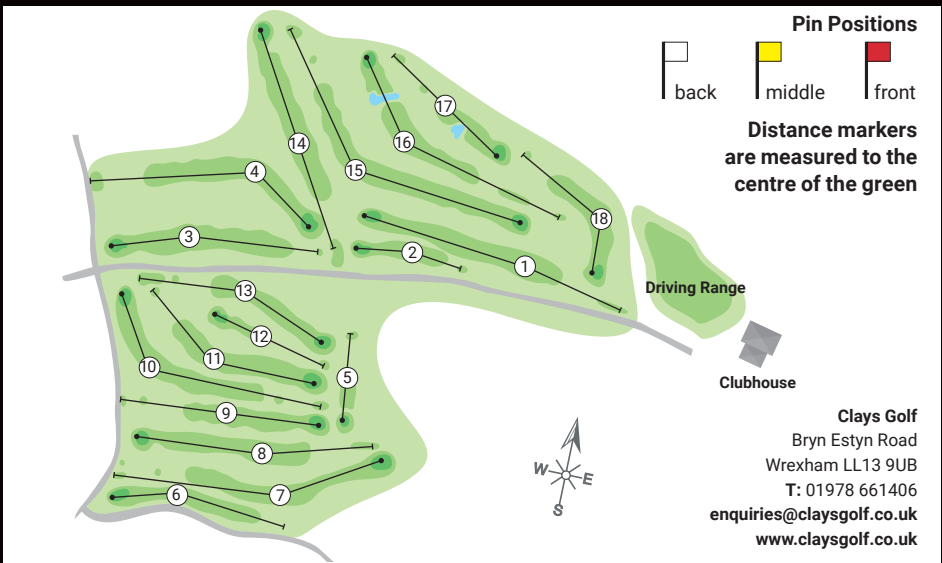 Pin Positions
back
middle
front
Distance markers
are measured to the
centre of the green
14
15
16
17
4
3
2
1
18
13
12
11
10
5
9
8
7
6
Driving Range
Clubhouse
W
E
S
Clays Golf
Bryn Estyn Road
Wrexham LL13 9UB
T: 01978 661406
enquiries@claysgolf.co.uk
www.claysgolf.co.uk